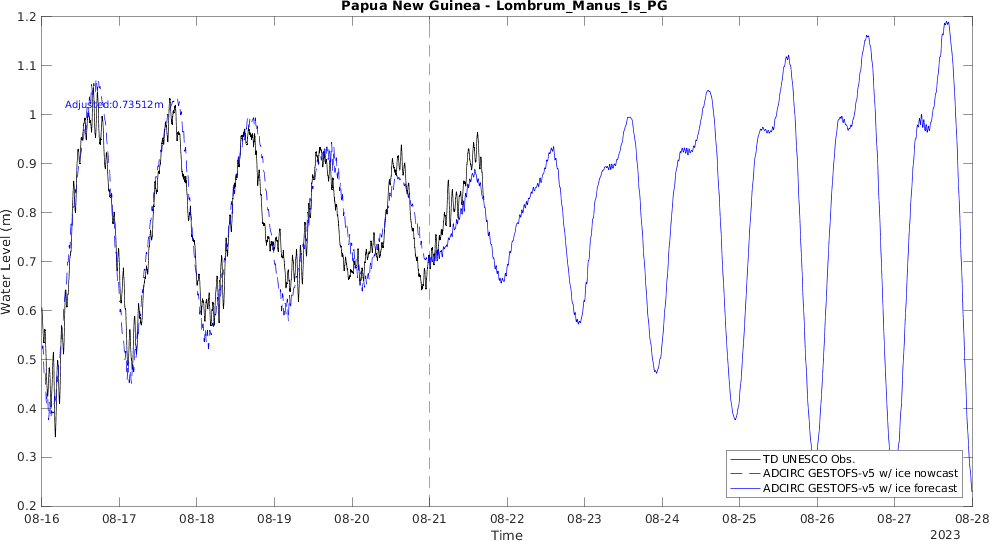 Papua New Guinea - Lombrum_Manus_Is_PG
Water Level (m)
1.2
1.1
1
0.9
0.8
0.7
0.6
0.5
0.4
0.3
0.2
Adjusted:0.73512m
TD UNESCO Obs.
ADCIRC GESTOFS-v5 w/ ice nowcast
ADCIRC GESTOFS-v5 w/ ice forecast
08-16 08-17 08-18 08-19 08-20 08-21 08-22 08-23 08-24 08-25 08-26 08-27 08-28
Time
2023